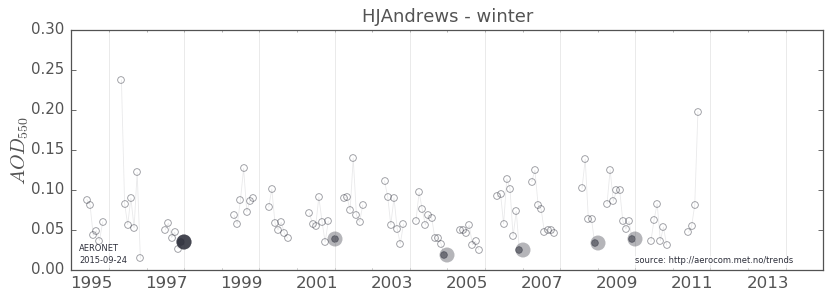 HJAndrews - winter
0.30
0.25
0.20
0.15
0.10
0.05
0.00
AOD550
AERONET
2015-09-24
source: http://aerocom.met.no/trends
1995 1997 1999 2001 2003 2005 2007 2009 2011 2013